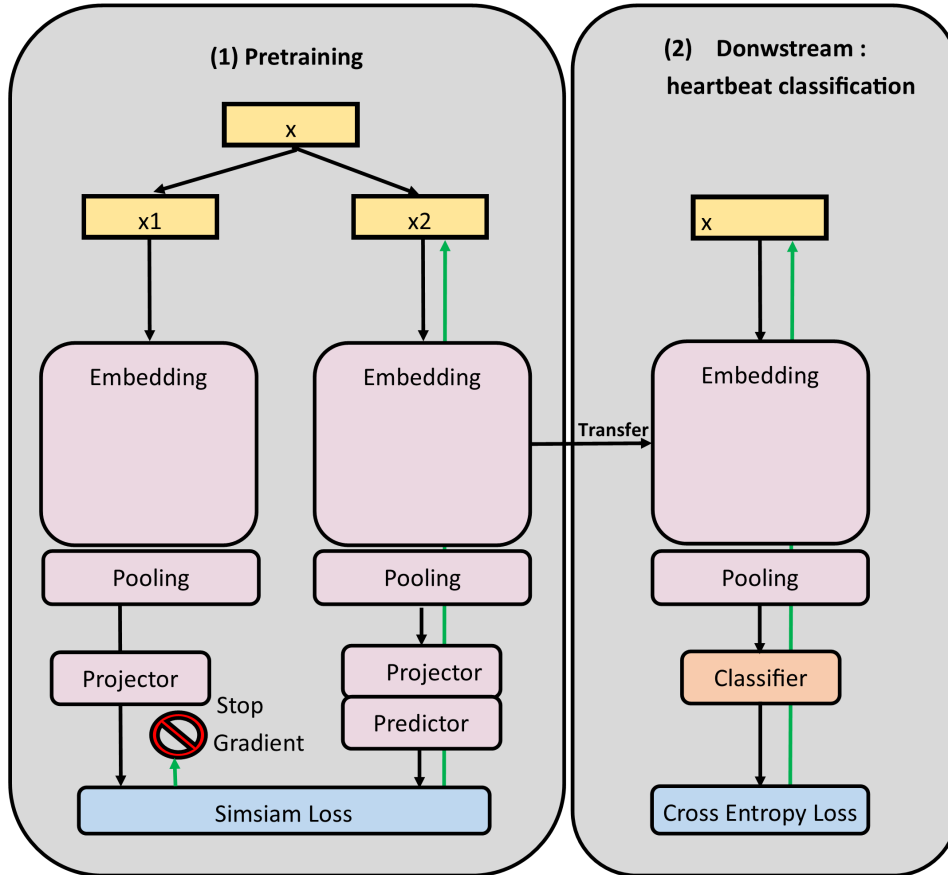 (1) Pretraining
x
x1
x2
Embedding
Embedding
Pooling
Pooling
Projector
Projector
Predictor
Stop
Gradient
Simsiam Loss
Transfer
(2) Donwstream :
heartbeat classification
x
Embedding
Pooling
Classifier
Cross Entropy Loss